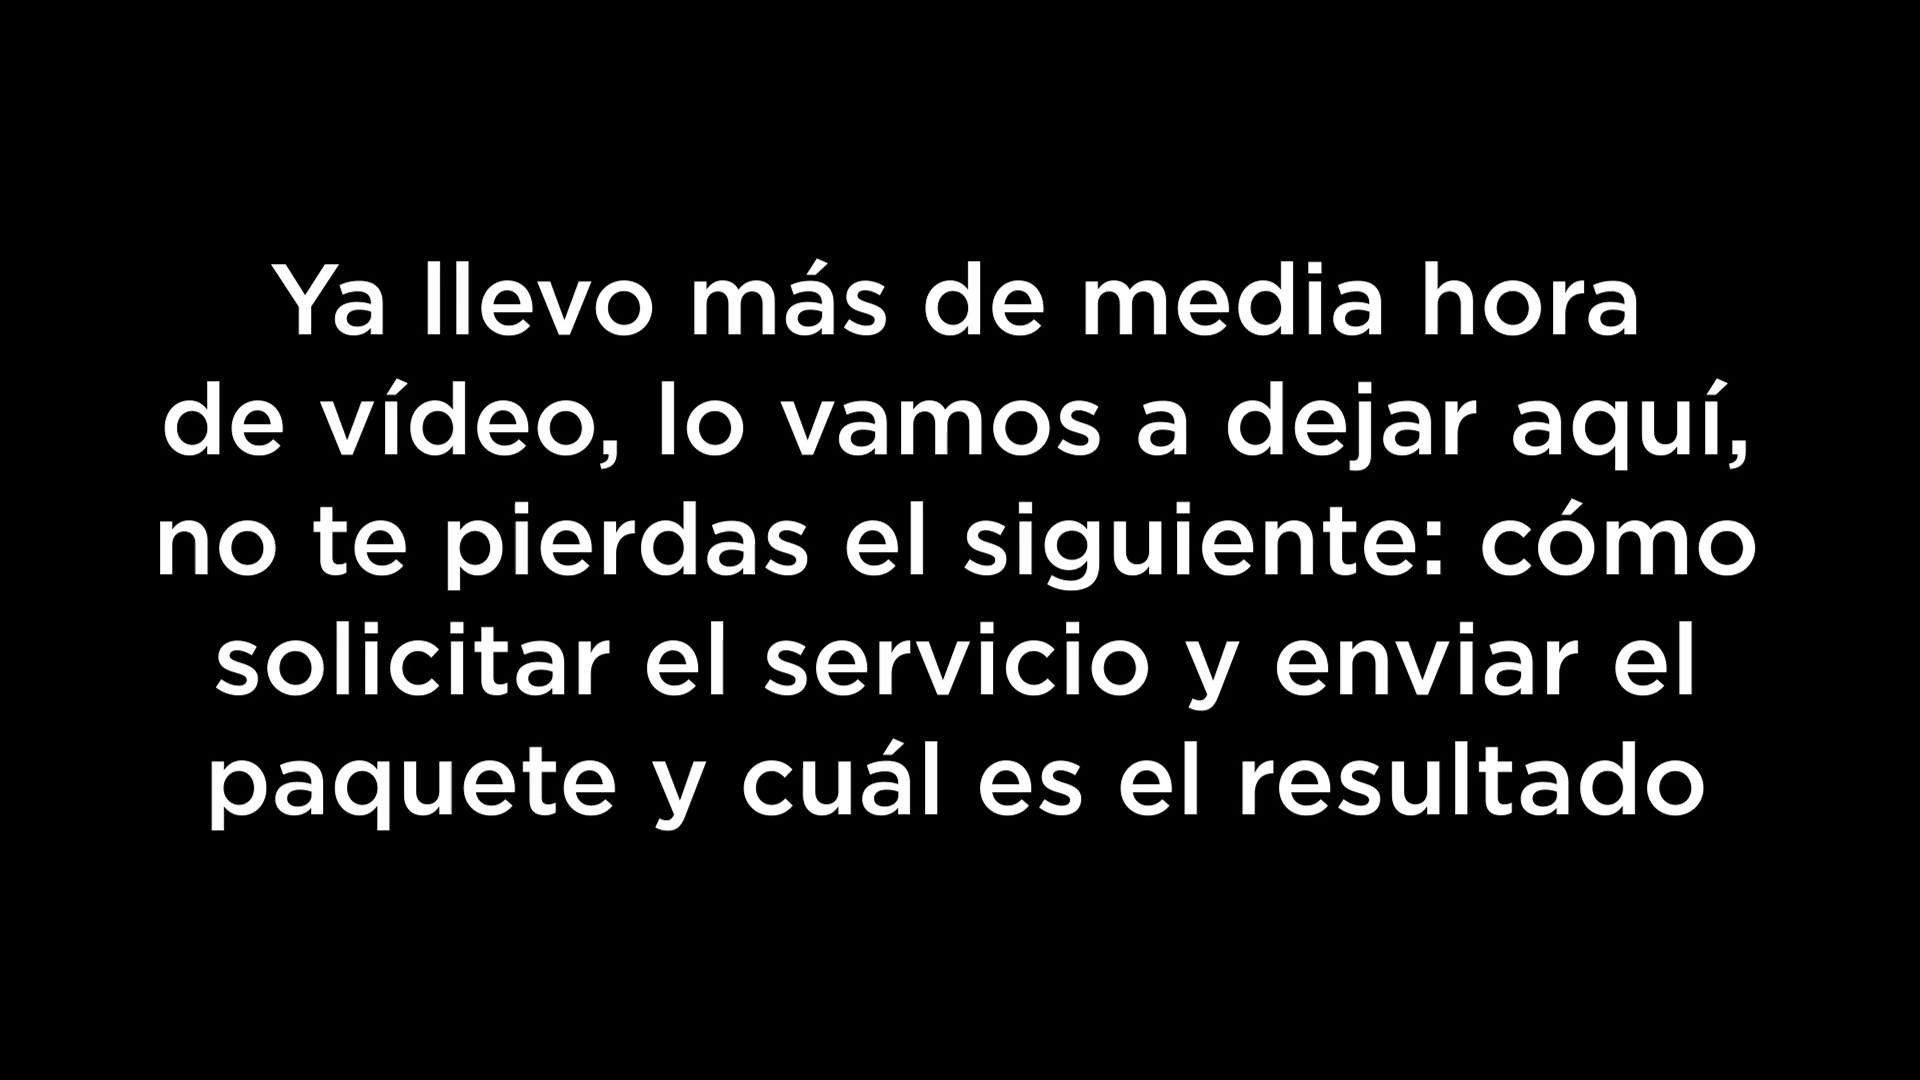 Ya llevo más de media hora
de vídeo, lo vamos a dejar aquí,
no te pierdas el siguiente: cómo
solicitar el servicio y enviar el
paquete y cuál es el resultado